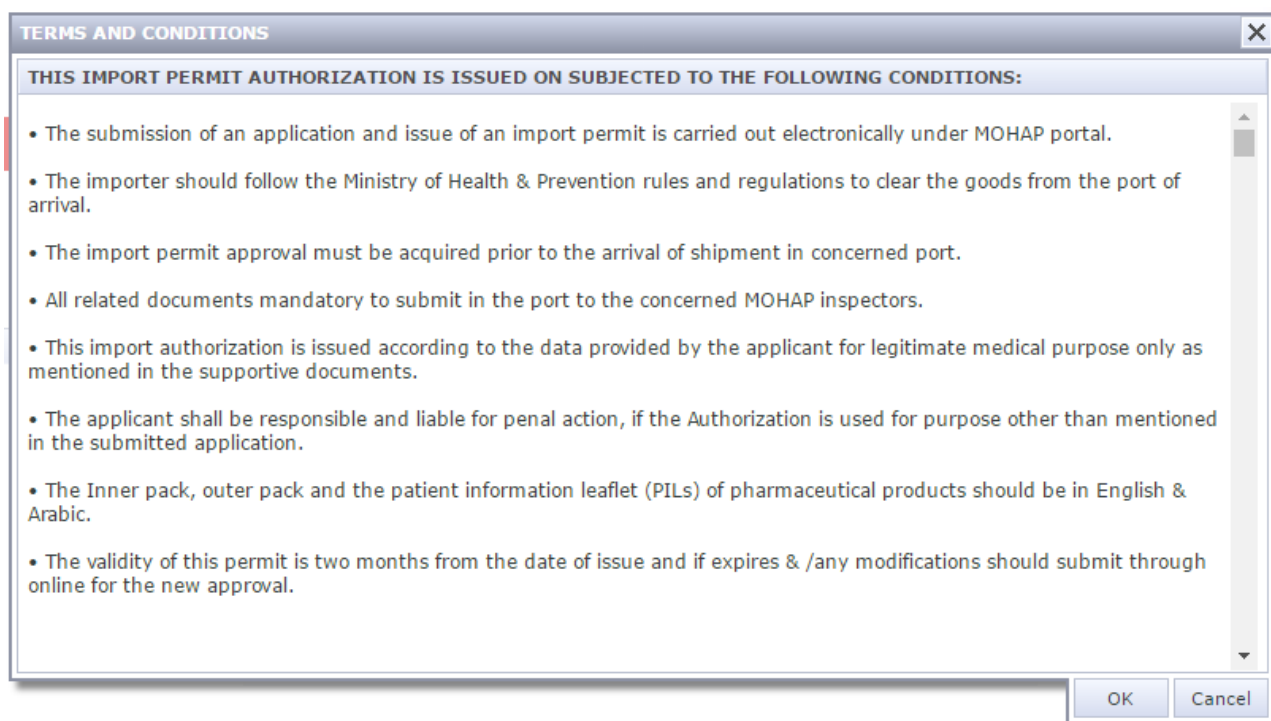 TERMS AND CONDITIONS
THIS IMPORT PERMIT AUTHORIZATION IS ISSUED ON SUBJECTED TO THE FOLLOWING CONDITIONS:
• The submission of an application and issue of an import permit is carried out electronically under MOHAP portal.
• The importer should follow the Ministry of Health & Prevention rules and regulations to clear the goods from the port of
arrival.
• The import permit approval must be acquired prior to the arrival of shipment in concerned port.
• All related documents mandatory to submit in the port to the concerned MOHAP inspectors.
• This import authorization is issued according to the data provided by the applicant for legitimate medical purpose only as
mentioned in the supportive documents.
• The applicant shall be responsible and liable for penal action, if the Authorization is used for purpose other than mentioned
in the submitted application.
• The Inner pack, outer pack and the patient information leaflet (PILs) of pharmaceutical products should be in English &
Arabic.
• The validity of this permit is two months from the date of issue and if expires & /any modifications should submit through
online for the new approval.
OK Cancel